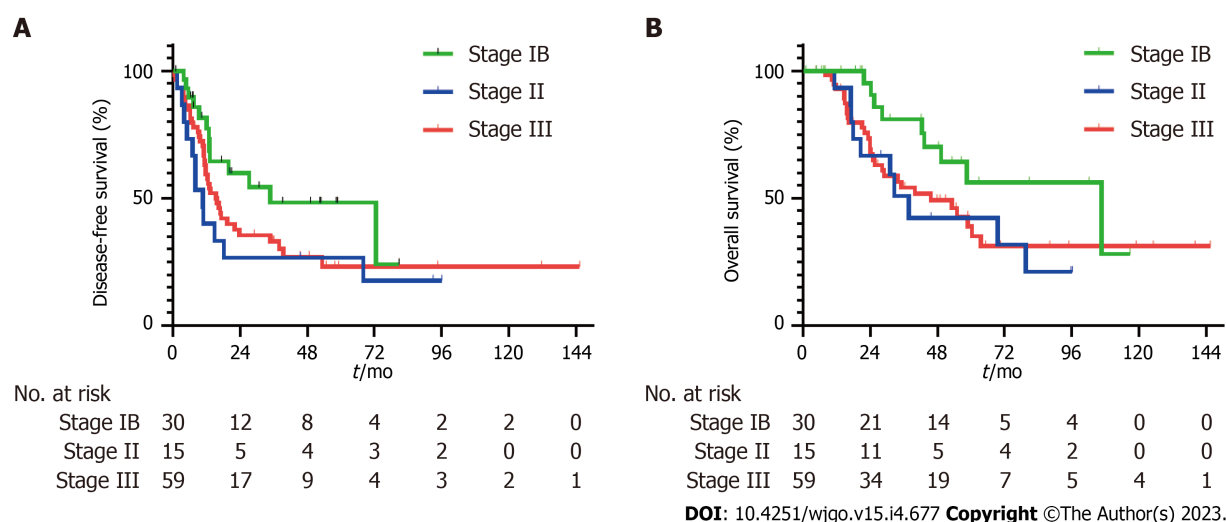 A
Disease-free survival (%)
100
50
0
Stage IB
Stage II
Stage III
0 24 48 72 96 120 144
t/mo
No. at risk
Stage IB 30 12 8 4 2 2 0
Stage II 15 5 4 3 2 0 0
Stage III 59 17 9 4 3 2 1
B
Overall survival (%)
100
50
0
Stage IB
Stage II
Stage III
0 24 48 72 96 120 144
t/mo
No. at risk
Stage IB 30 21 14 5 4 0 0
Stage II 15 11 5 4 2 0 0
Stage III 59 34 19 7 5 4 1
DOI: 10.4251/wjgo.v15.i4.677 Copyright ©The Author(s) 2023.